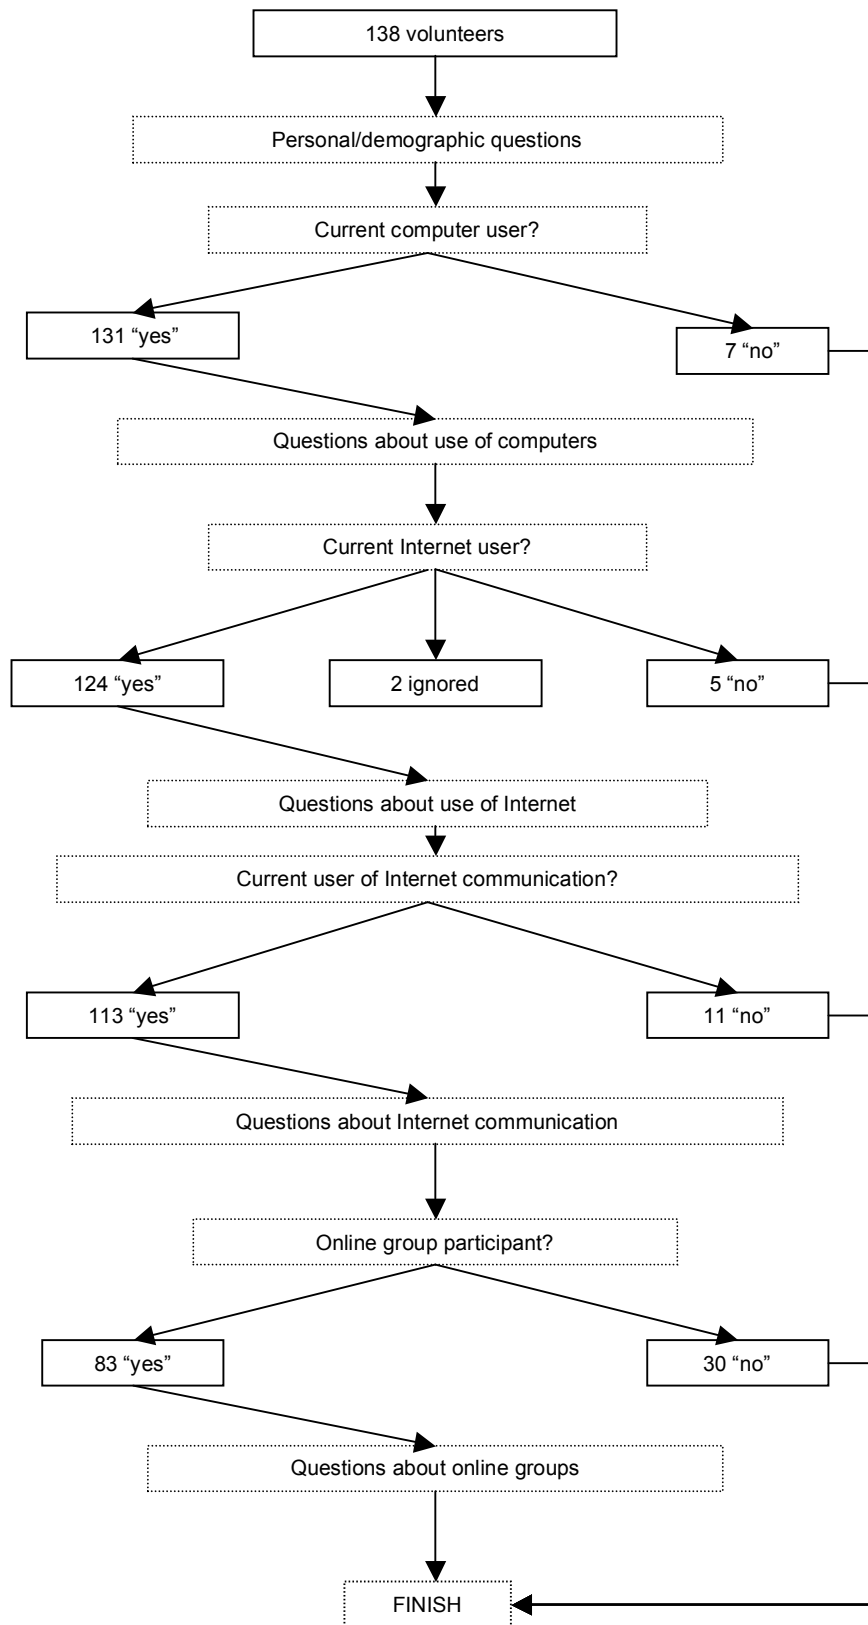 138 volunteers
Personal/demographic questions
Current computer user?
131 “yes”
7 “no”
Questions about use of computers
Current Internet user?
124 “yes”
2 ignored
5 “no”
Questions about use of Internet
Current user of Internet communication?
113 “yes”
11 “no”
Questions about Internet communication
Online group participant?
83 “yes”
30 “no”
Questions about online groups
FINISH